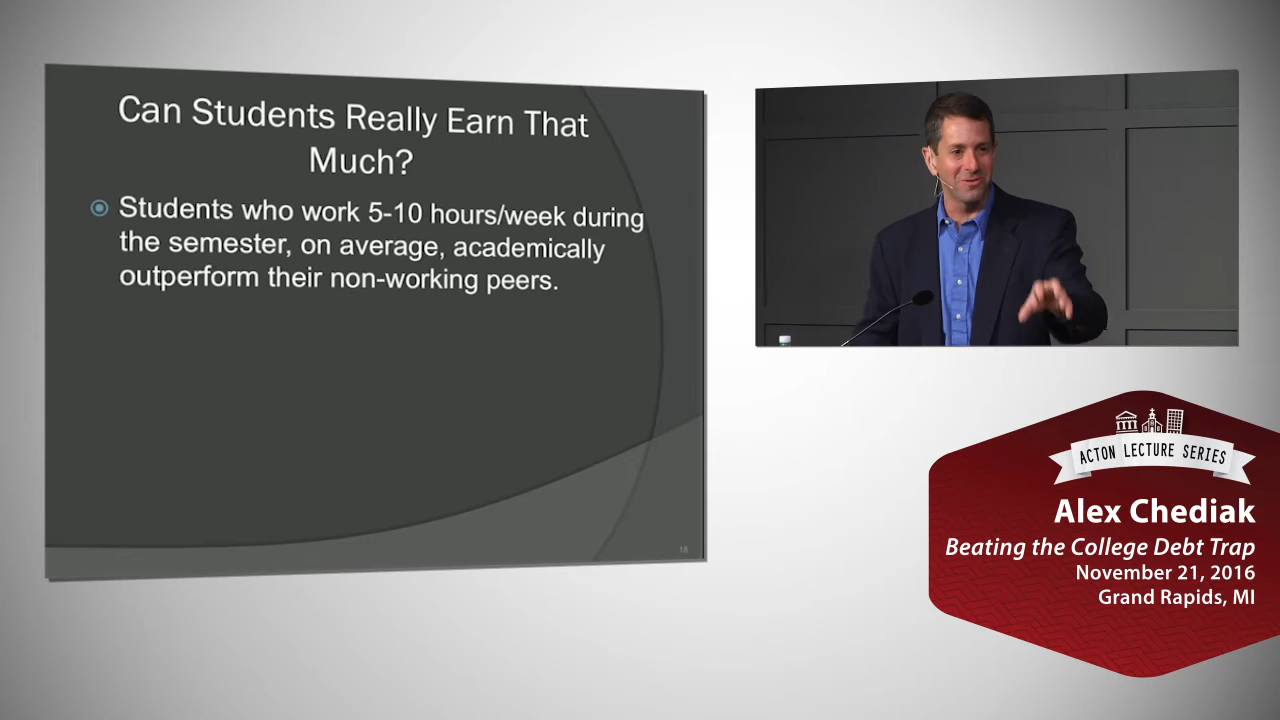 Can Students Really Earn That
Much?
Students who work 5-10 hours/week during
the semester, on average, academically
outperform their non-working peers.
18
ACTON LECTURE SERIES
Alex Chediak
Beating the College Debt Trap
November 21, 2016
Grand Rapids, MI